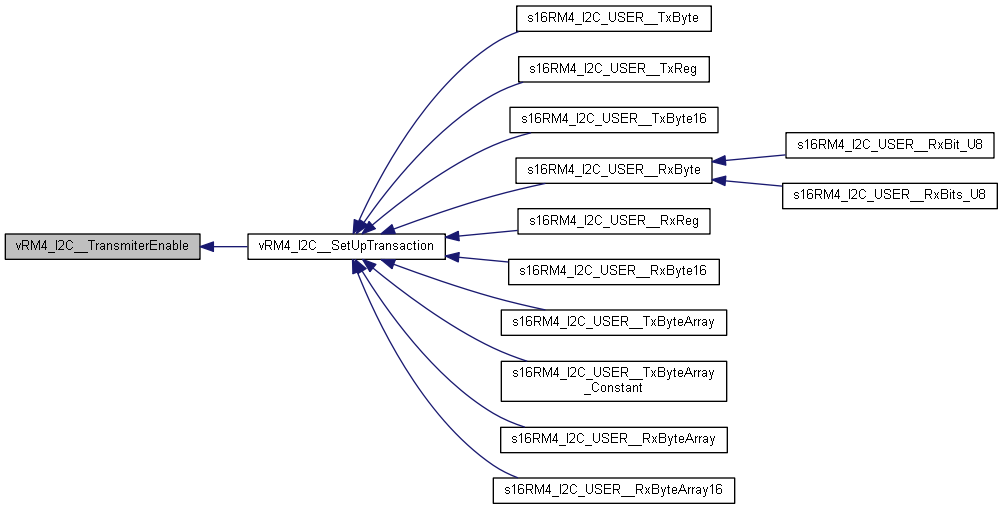 s16RM4_I2C_USER__TxByte
s16RM4_I2C_USER__TxReg
s16RM4_I2C_USER__TxByte16
s16RM4_I2C_USER__RxBit_U8
s16RM4_I2C_USER__RxByte
s16RM4_I2C_USER__RxBits_U8
s16RM4_I2C_USER__RxReg
vRM4_I2C__TransmiterEnable
vRM4_I2C__SetUpTransaction
s16RM4_I2C_USER__RxByte16
s16RM4_I2C_USER__TxByteArray
s16RM4_I2C_USER__TxByteArray
_Constant
s16RM4_I2C_USER__RxByteArray
s16RM4_I2C_USER__RxByteArray16